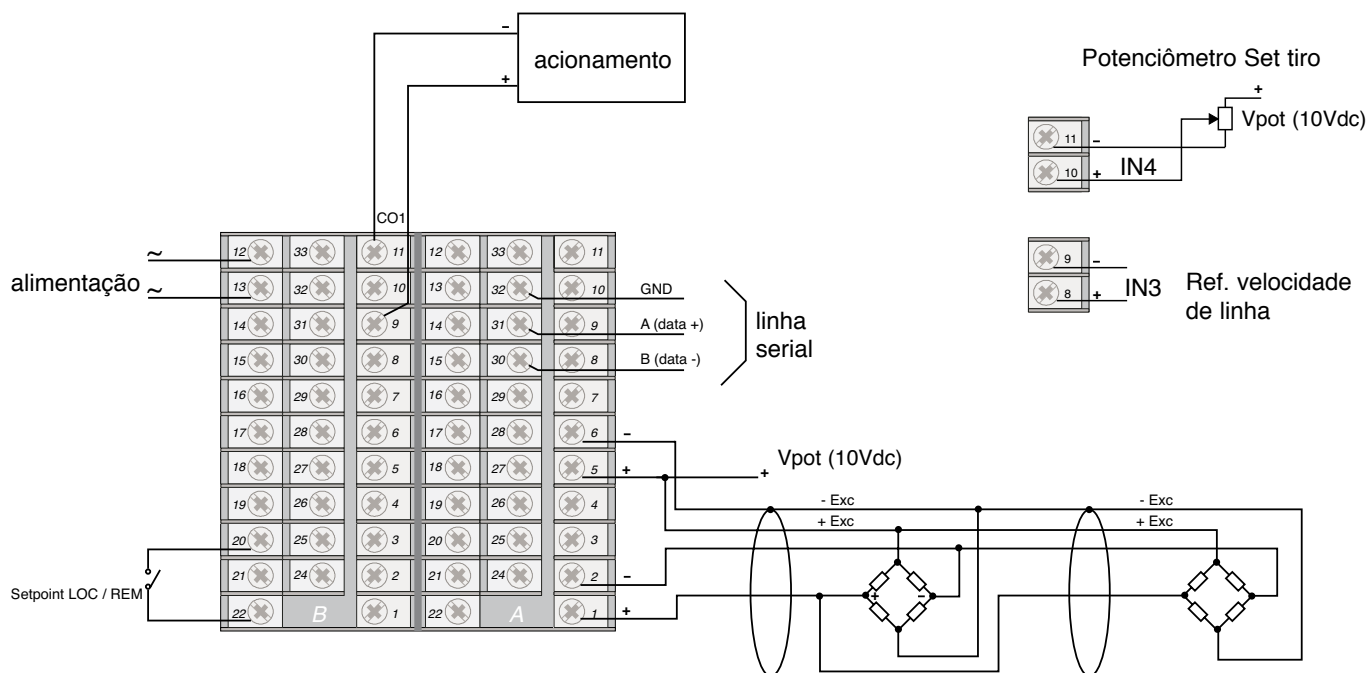 acionamento
-
+
Potenciômetro Set tiro
+
Vpot (10Vdc)
11 -
10 + IN4
9 -
8 + IN3
Ref. velocidade
de linha
CO1
alimentação
~
~
12 33 11 12 33 11
13 32 10 13 32 10
14 31 9 14 31 9
15 30 8 15 30 8
16 29 7 16 29 7
17 28 6 17 28 6 -
18 27 5 18 27 5 +
19 26 4 19 26 4
20 25 3 20 25 3
21 24 2 21 24 2 -
22 B 1 22 A 1 +
GND
A (data +)
B (data -)
linha
serial
+ Vpot (10Vdc)
- Exc
+ Exc
- Exc
+ Exc
+ -
Setpoint LOC / REM